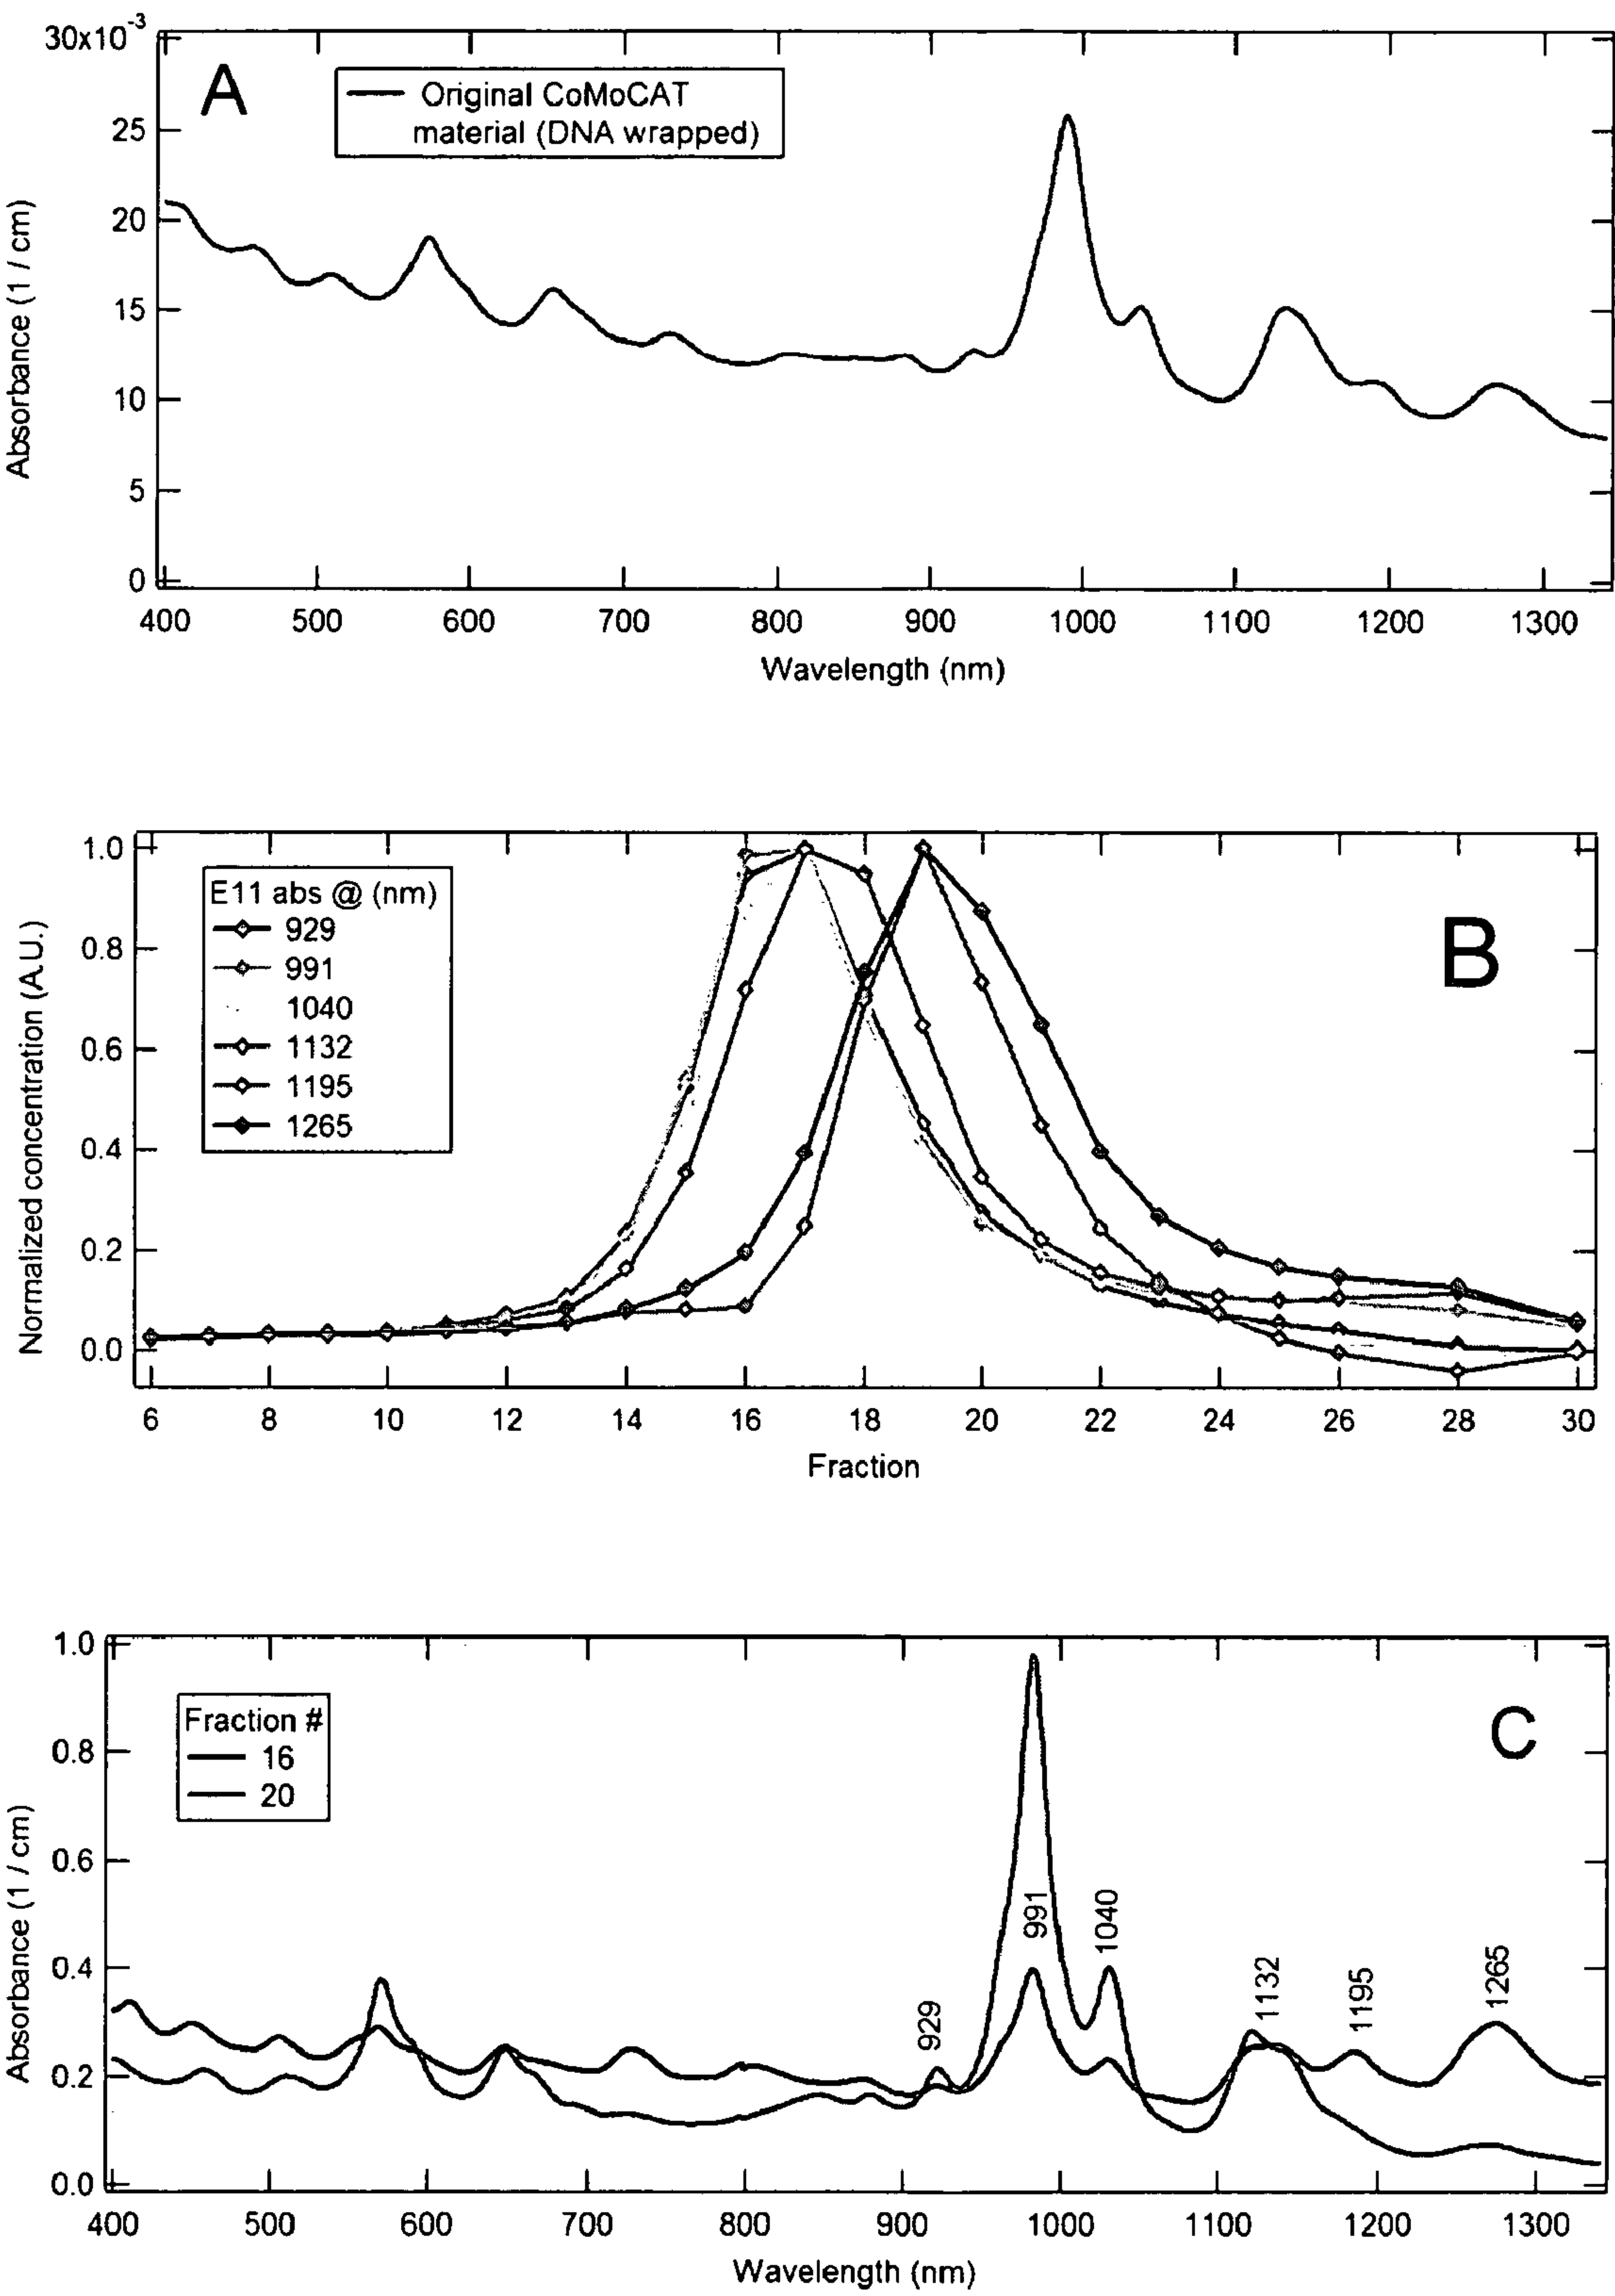 30x10-3
A
Original CoMoCAT
material (DNA wrapped)
25
20
15
10
5
0
Absorbance (1 / cm)
400 500 600 700 800 900 1000 1100 1200 1300
Wavelength (nm)
1.0
0.8
0.6
0.4
0.2
0.0
Normalized concentration (A.U.)
E11 abs @ (nm)
929
991
1040
1132
1195
1265
B
6 8 10 12 14 16 18 20 22 24 26 28 30
Fraction
1.0
0.8
0.6
0.4
0.2
0.0
Absorbance (1 / cm)
Fraction #
16
20
C
929
991
1040
1132
1195
1265
400 500 600 700 800 900 1000 1100 1200 1300
Wavelength (nm)